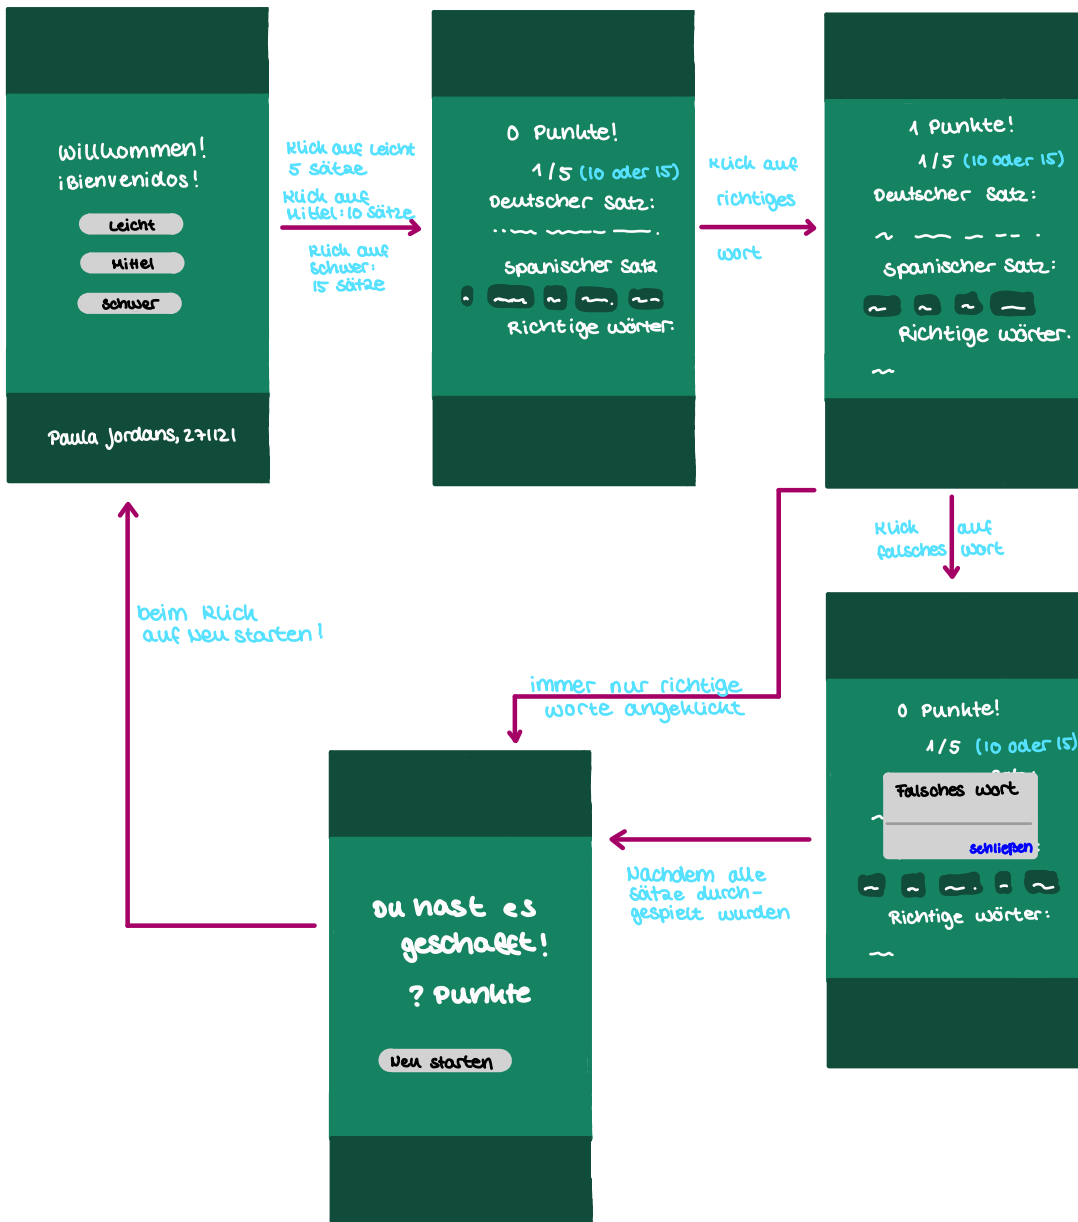 Willkommen!
¡Bienvenidos!
Leicht
Mittel
Schwer
Paula Jordans, 271121
Klick auf Leicht
5 Sätze
Klick auf
Mittel: 10 Sätze
Klick auf
Schwer:
15 Sätze
0 Punkte!
1/5 (10 oder 15)
Deutscher Satz:
Spanischer Satz
Richtige Wörter:
Klick auf
richtiges
Wort
1 Punkte!
1/5 (10 oder 15)
Deutscher Satz:
Spanischer Satz:
Richtige Wörter.
Klick auf
falsches Wort
0 Punkte!
1/5 (10 oder 15)
Falsches Wort
schließen
Richtige Wörter:
immer nur richtige
Worte angeklickt
Nachdem alle
Sätze durch-
gespielt wurden
Du hast es
geschafft!
? Punkte
Neu starten
beim Klick
auf Neu starten!